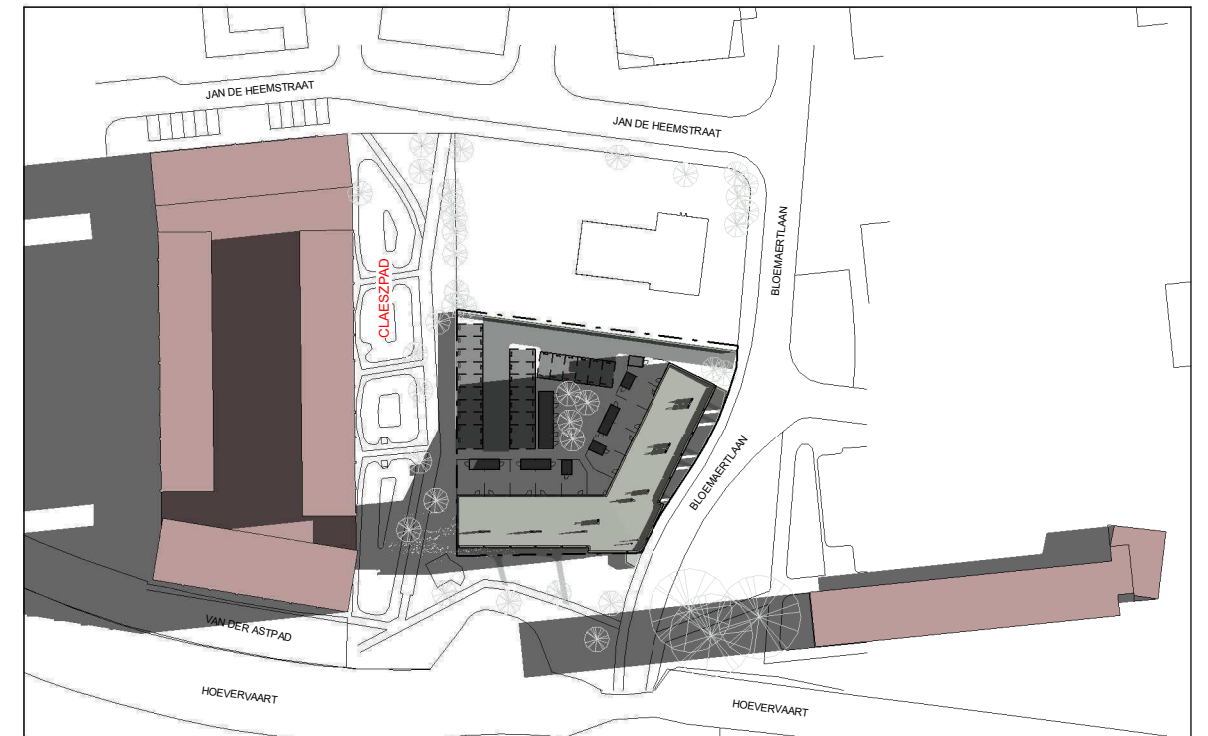 JAN DE HEEMSTRAAT
JAN DE HEEMSTRAAT
BLOEMAERTLAAN
CLAESZPAD
BLOEMAERTLAAN
VAN DER ASTPAD
HOEVERVAART
HOEVERVAART